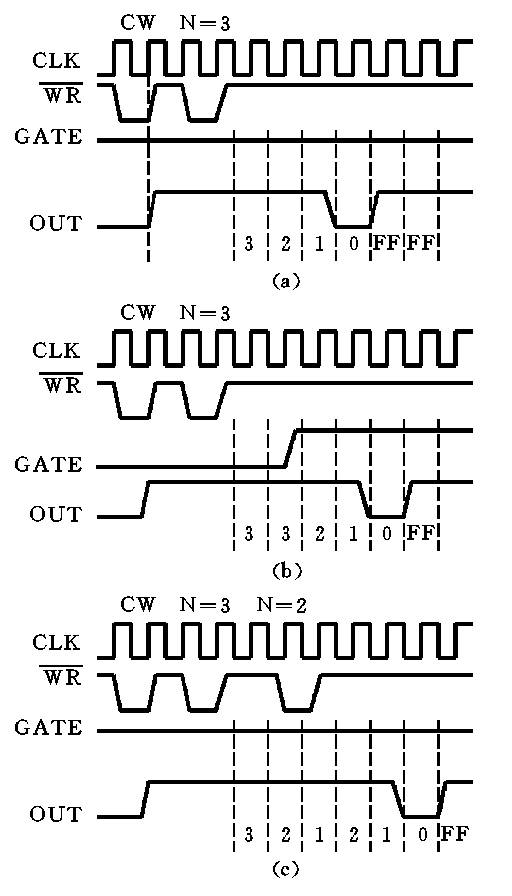 CW N=3
CLK
WR
GATE
OUT
3 2 1 0 FF FF
(a)
CW N=3
CLK
WR
GATE
OUT
3 3 2 1 0 FF
(b)
CW N=3 N=2
CLK
WR
GATE
OUT
3 2 1 2 1 0 FF
(c)